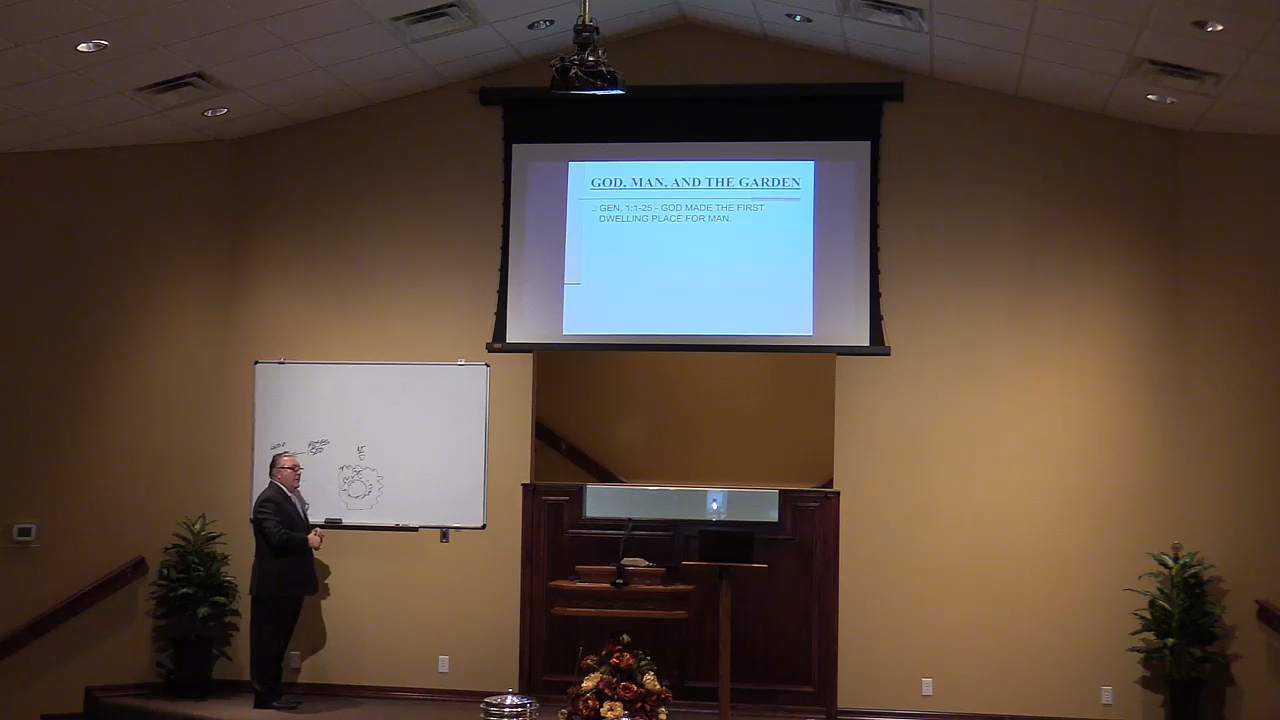 GOD, MAN, AND THE GARDEN
GEN. 1:1-25 - GOD MADE THE FIRST
DWELLING PLACE FOR MAN.